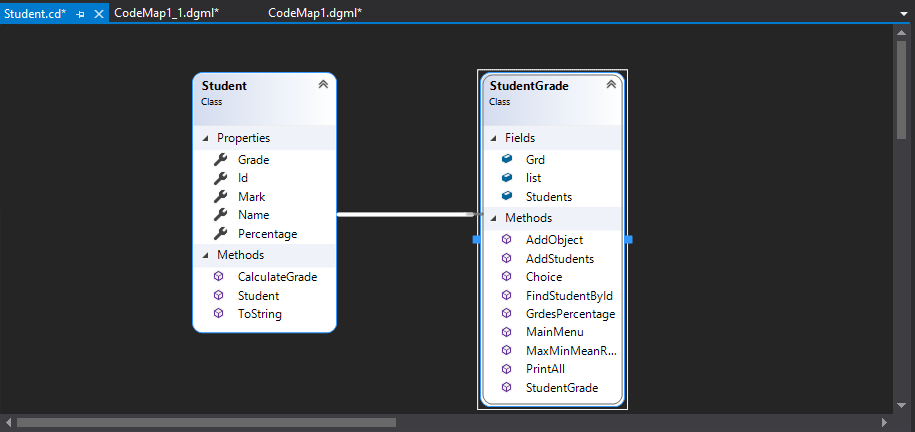 Student.cd*
CodeMap1_1.dgml*
CodeMap1.dgml*
Student
Class
Properties
Grade
Id
Mark
Name
Percentage
Methods
CalculateGrade
Student
ToString
StudentGrade
Class
Fields
Grd
list
Students
Methods
AddObject
AddStudents
Choice
FindStudentById
GrdesPercentage
MainMenu
MaxMinMeanR...
PrintAll
StudentGrade